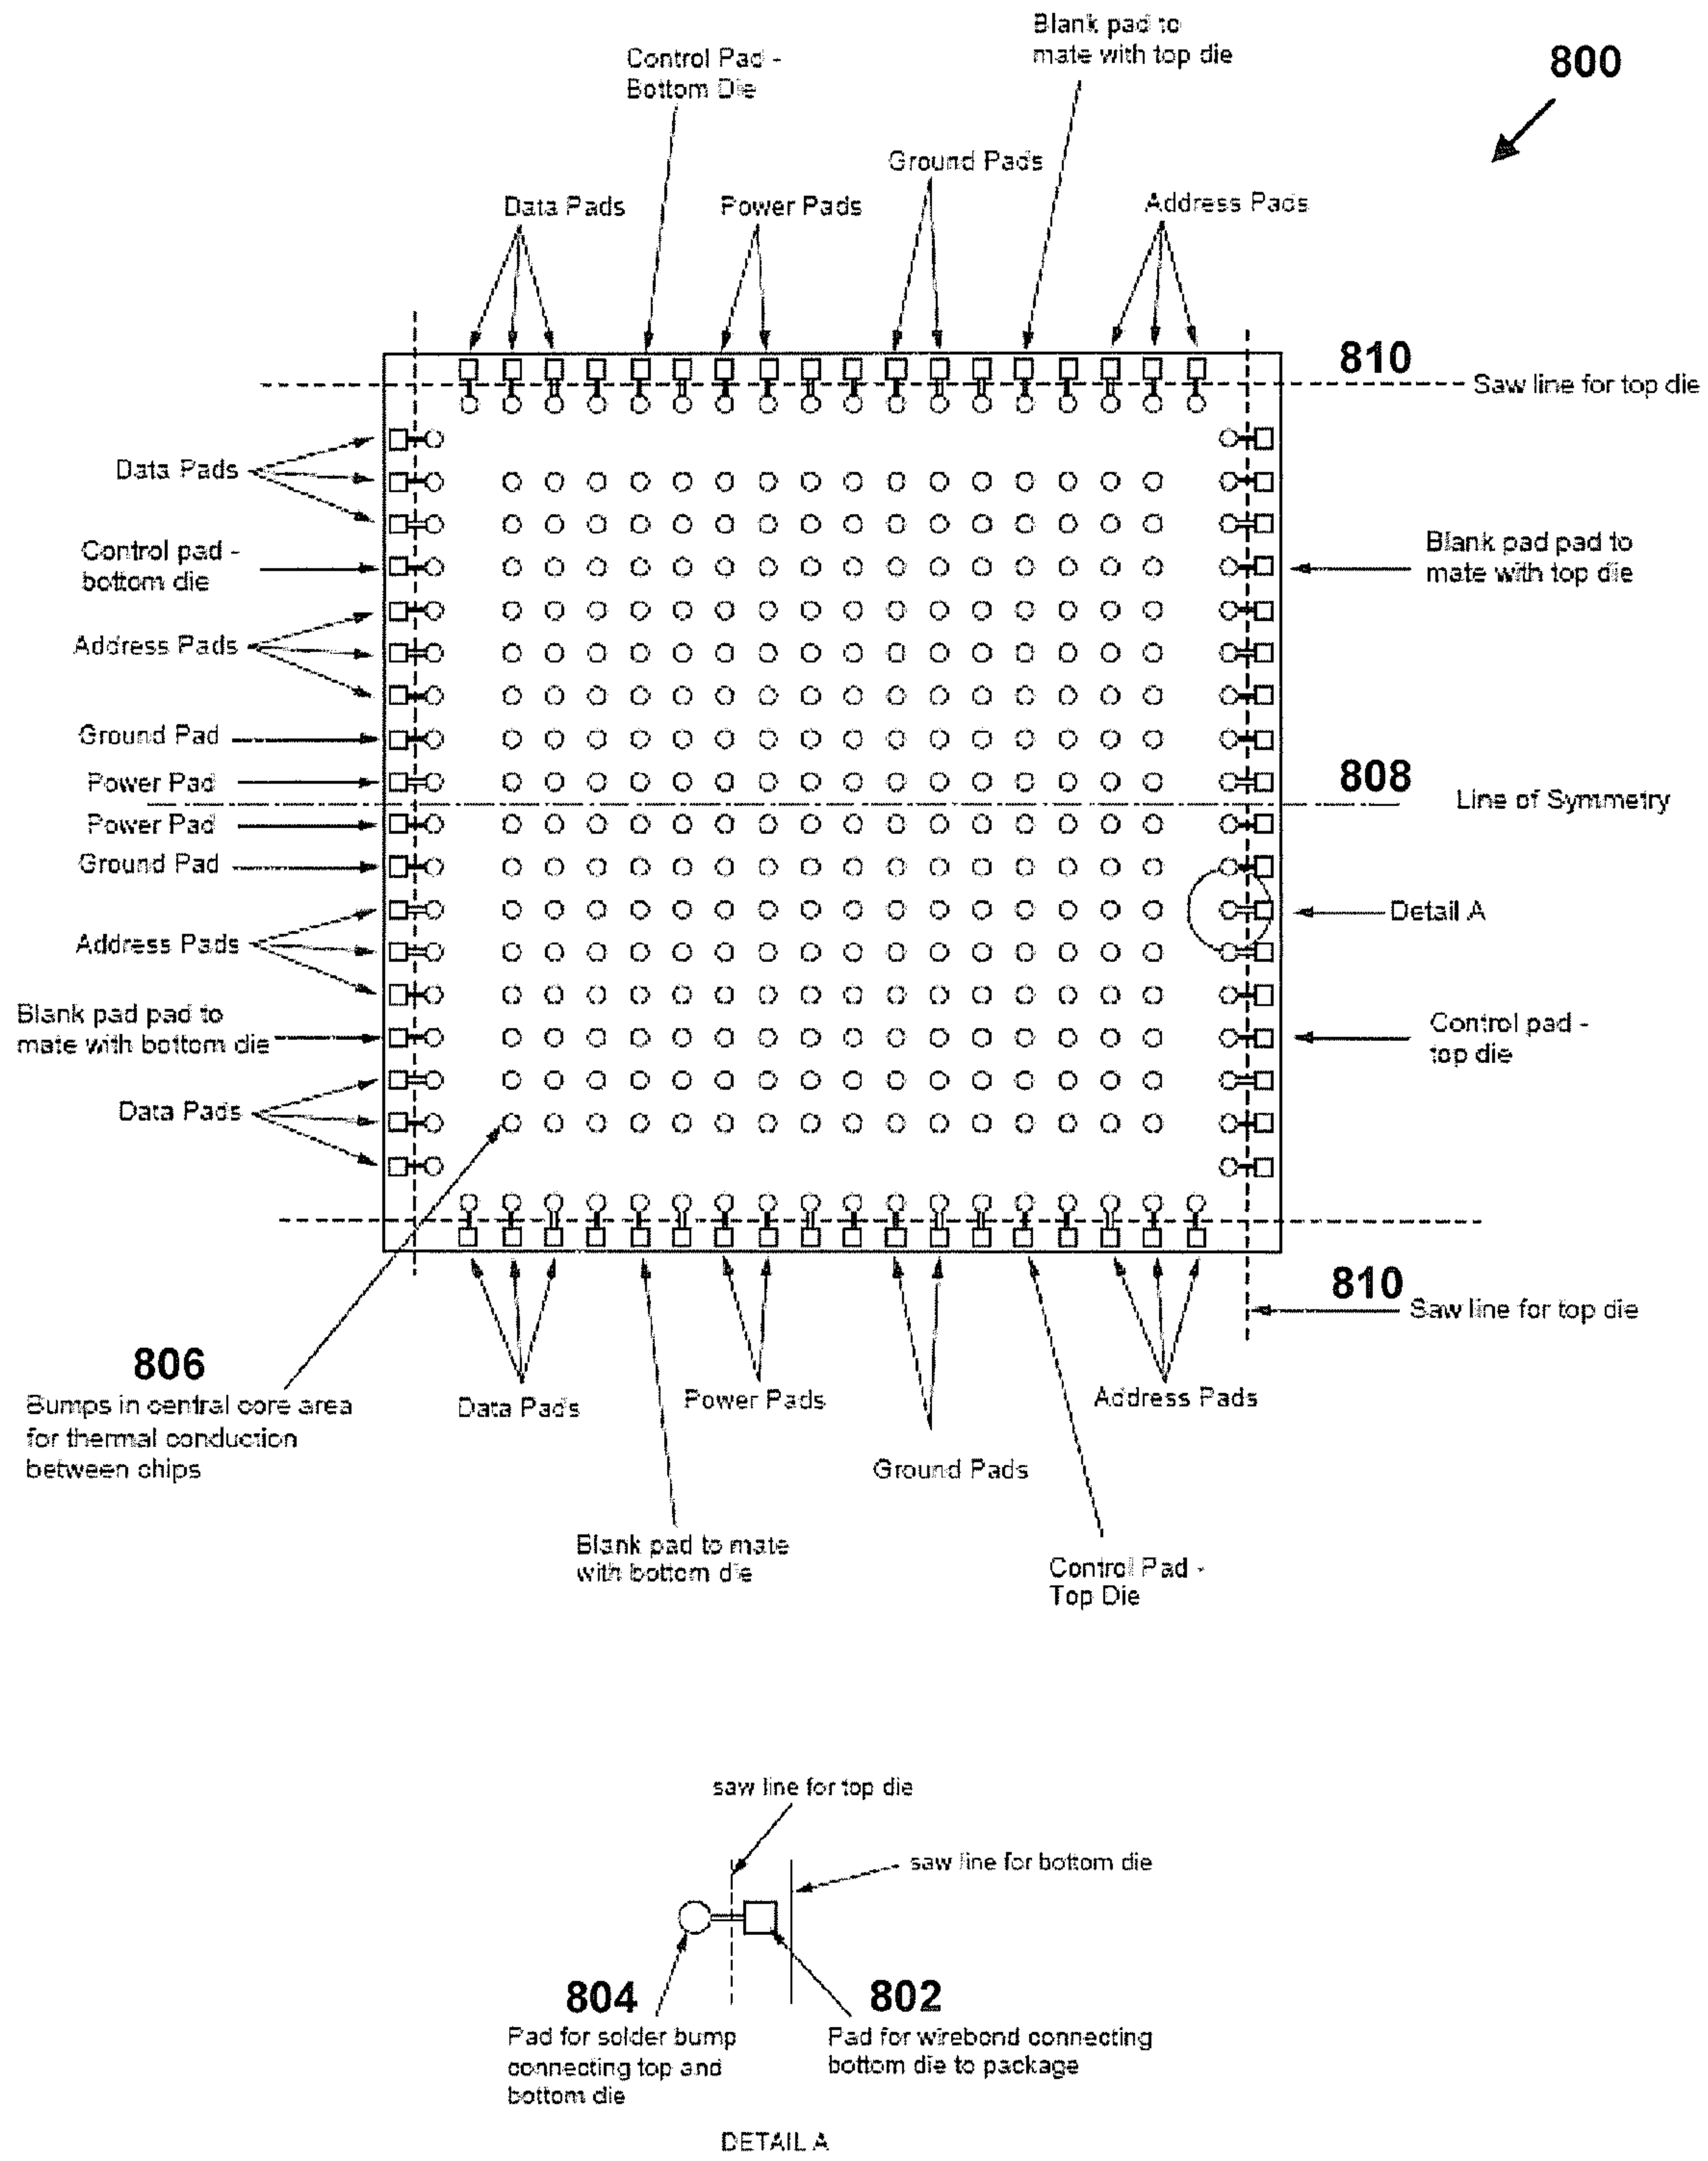 Blank pad to
mate with top die
Control Pad -
Bottom Die
800
Ground Pads
Data Pads
Power Pads
Address Pads
810
Saw line for top die
Data Pads
Control pad -
bottom die
Blank pad pad to
mate with top die
Address Pads
Ground Pad
Power Pad
808
Line of Symmetry
Power Pad
Ground Pad
Detail A
Address Pads
Blank pad pad to
mate with bottom die
Control pad -
top die
Data Pads
810
Saw line for top die
806
Bumps in central core area
for thermal conduction
between chips
Data Pads
Power Pads
Address Pads
Ground Pads
Blank pad to mate
with bottom die
Control Pad -
Top Die
saw line for top die
saw line for bottom die
804
Pad for solder bump
connecting top and
bottom die
802
Pad for wirebond connecting
bottom die to package
DETAIL A